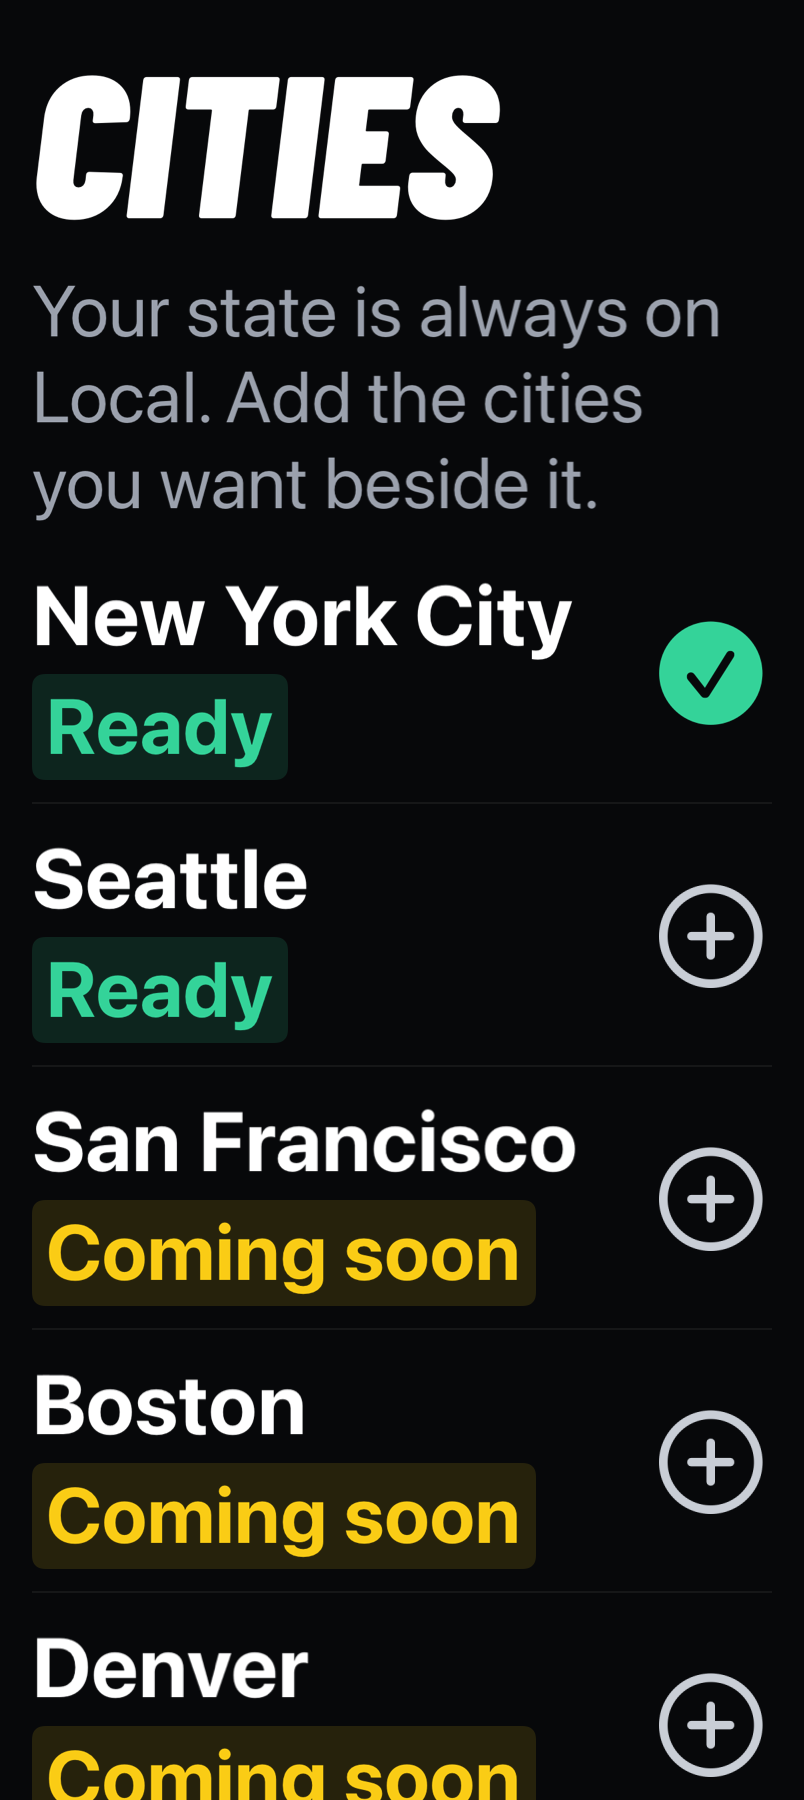 CITIES
Your state is always on
Local. Add the cities
you want beside it.
New York City
Ready
Seattle
Ready
San Francisco
Coming soon
Boston
Coming soon
Denver
Coming soon